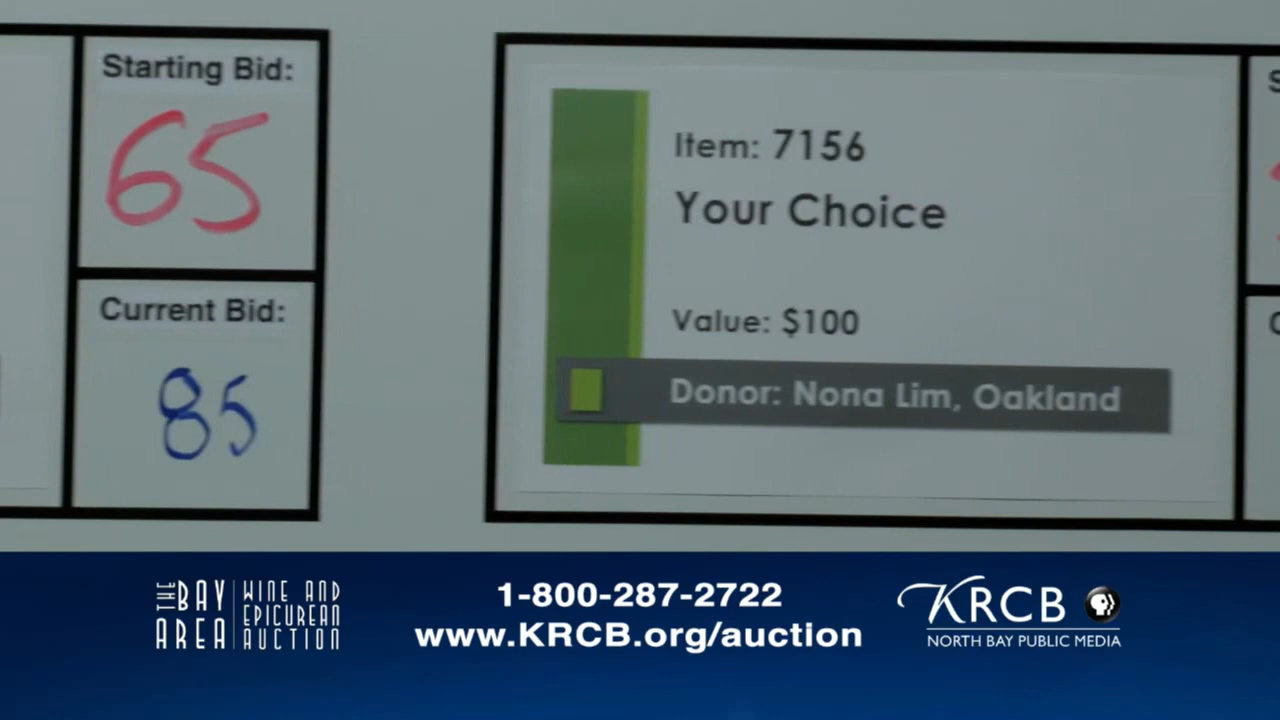 Starting Bid:
65
Current Bid:
85
Item: 7156
Your Choice
Value: $100
Donor: Nona Lim, Oakland
THE BAY AREA
WINE AND
EPICUREAN
AUCTION
1-800-287-2722
www.KRCB.org/auction
KRCB
NORTH BAY PUBLIC MEDIA